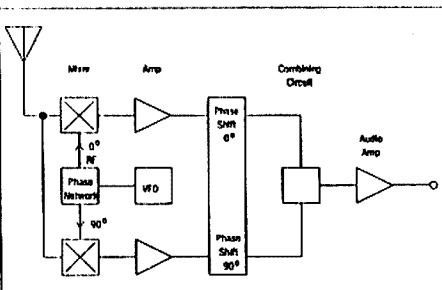 Mixer
Amp
Combining
Circuit
Phase
Shift
0°
Audio
Amp
0°
RF
Phase
Network
VFO
90°
Phase
Shift
90°